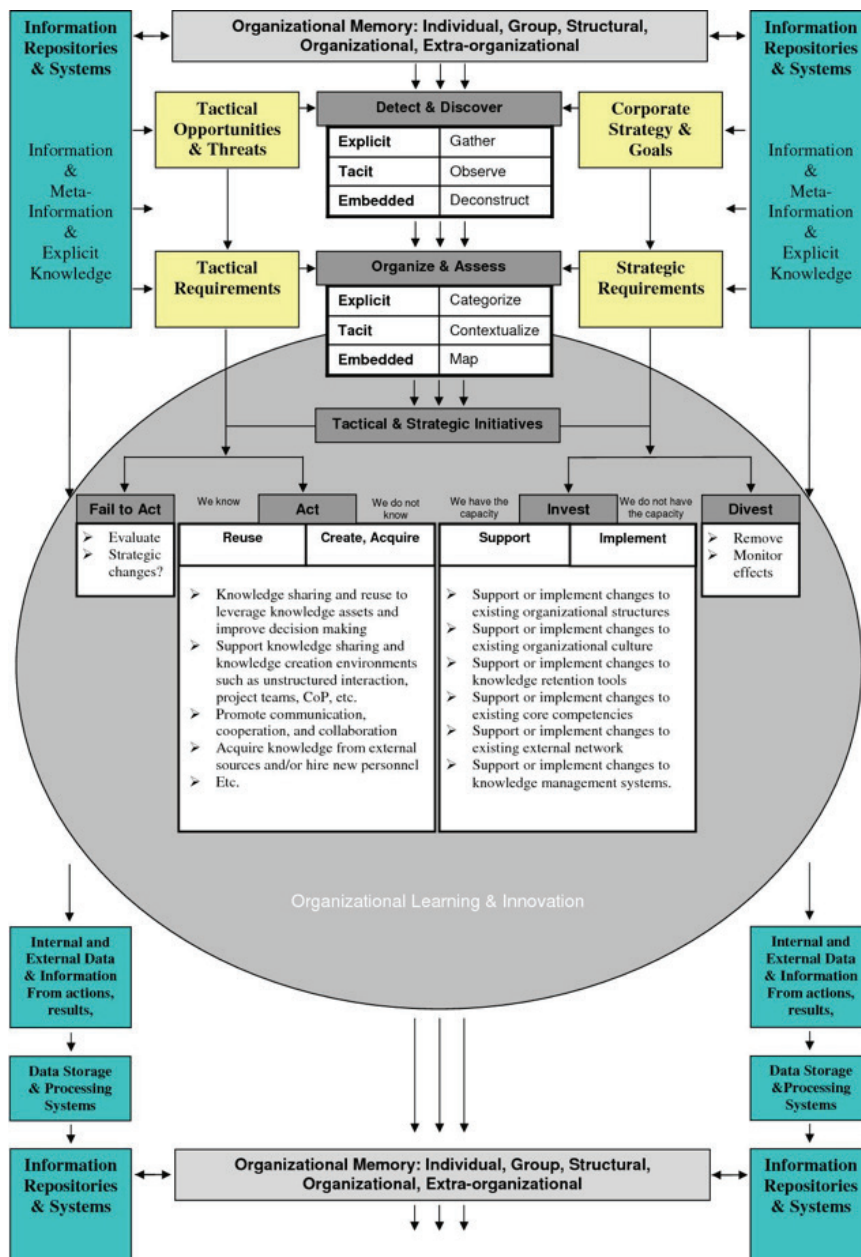 Information
Repositories
& Systems
Organizational Memory: Individual, Group, Structural,
Organizational, Extra-organizational
Information
Repositories
& Systems
Tactical
Opportunities
& Threats
Detect & Discover
Explicit Gather
Tacit Observe
Embedded Deconstruct
Corporate
Strategy &
Goals
Information
&
Meta-
Information
&
Explicit
Knowledge
Information
&
Meta-
Information
&
Explicit
Knowledge
Tactical
Requirements
Organize & Assess
Explicit Categorize
Tacit Contextualize
Embedded Map
Strategic
Requirements
Tactical & Strategic Initiatives
Fail to Act
➢ Evaluate
➢ Strategic
changes?
We know
Act
We do not
know
Reuse
Create, Acquire
➢ Knowledge sharing and reuse to
leverage knowledge assets and
improve decision making
➢ Support knowledge sharing and
knowledge creation environments
such as unstructured interaction,
project teams, CoP, etc.
➢ Promote communication,
cooperation, and collaboration
➢ Acquire knowledge from external
sources and/or hire new personnel
➢ Etc.
We have the
capacity
Invest
We do not have
the capacity
Support
Implement
➢ Support or implement changes to
existing organizational structures
➢ Support or implement changes to
existing organizational culture
➢ Support or implement changes to
knowledge retention tools
➢ Support or implement changes to
existing core competencies
➢ Support or implement changes to
existing external network
➢ Support or implement changes to
knowledge management systems.
Divest
➢ Remove
➢ Monitor
effects
Organizational Learning & Innovation
Internal and
External Data
& Information
From actions,
results,
Internal and
External Data
& Information
From actions,
results,
Data Storage
& Processing
Systems
Data Storage
&Processing
Systems
Information
Repositories
& Systems
Organizational Memory: Individual, Group, Structural,
Organizational, Extra-organizational
Information
Repositories
& Systems